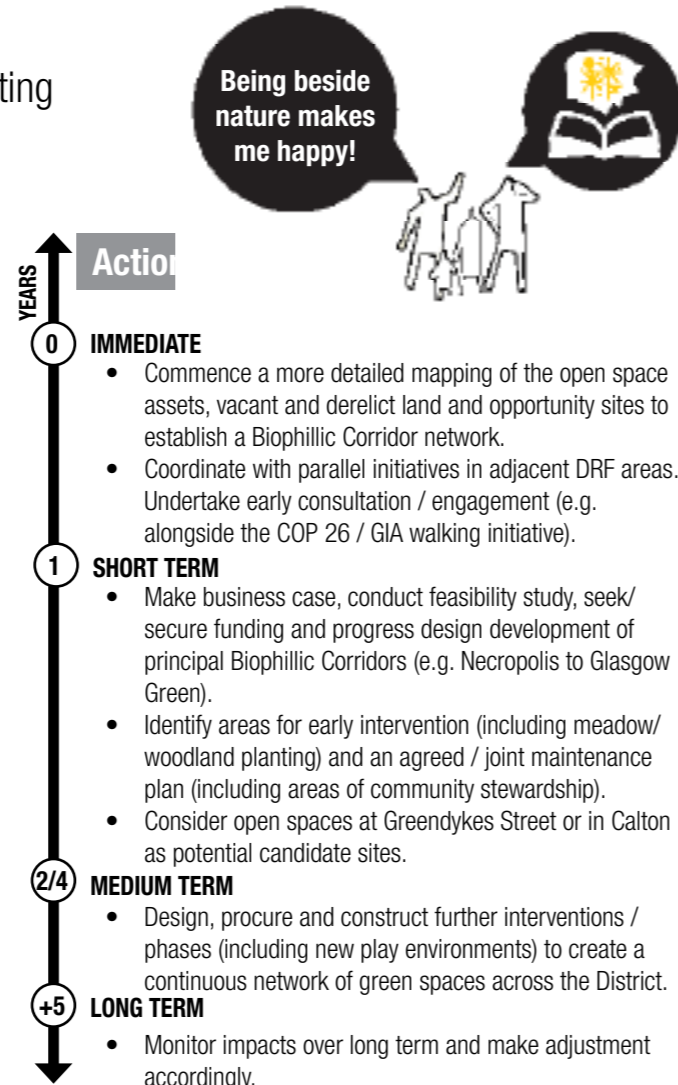 ting
Being beside
nature makes
me happy!
YEARS
Action
0
IMMEDIATE
• Commence a more detailed mapping of the open space
assets, vacant and derelict land and opportunity sites to
establish a Biophillic Corridor network.
• Coordinate with parallel initiatives in adjacent DRF areas.
Undertake early consultation / engagement (e.g.
alongside the COP 26 / GIA walking initiative).
1
SHORT TERM
• Make business case, conduct feasibility study, seek/
secure funding and progress design development of
principal Biophillic Corridors (e.g. Necropolis to Glasgow
Green).
• Identify areas for early intervention (including meadow/
woodland planting) and an agreed / joint maintenance
plan (including areas of community stewardship).
• Consider open spaces at Greendykes Street or in Calton
as potential candidate sites.
2/4
MEDIUM TERM
• Design, procure and construct further interventions /
phases (including new play environments) to create a
continuous network of green spaces across the District.
+5
LONG TERM
• Monitor impacts over long term and make adjustment
accordingly.